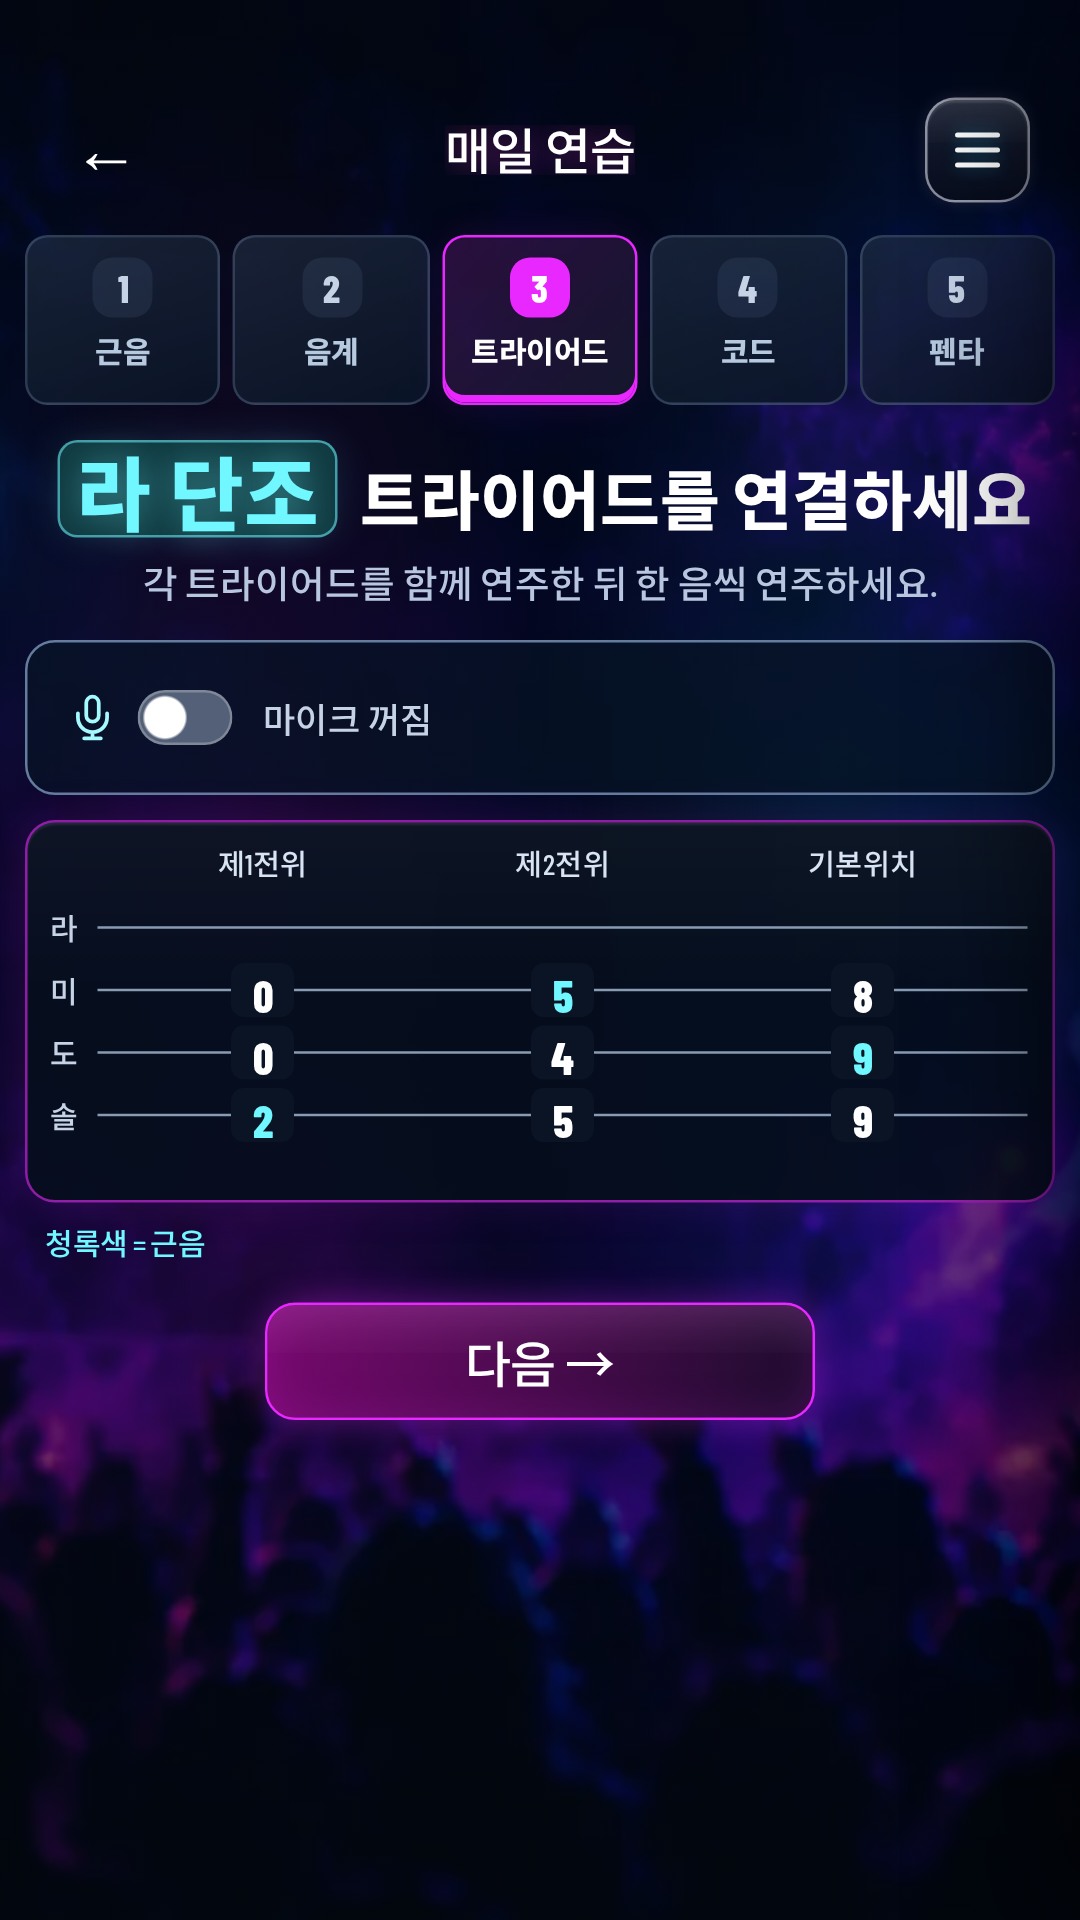 ← 매일 연습
1 2 3 4 5
근음 음계 트라이어드 코드 펜타
라 단조 트라이어드를 연결하세요
각 트라이어드를 함께 연주한 뒤 한 음씩 연주하세요.
마이크 꺼짐
제1전위 제2전위 기본위치
라
미 0 5 8
도 0 4 9
솔 2 5 9
청록색 = 근음
다음 →